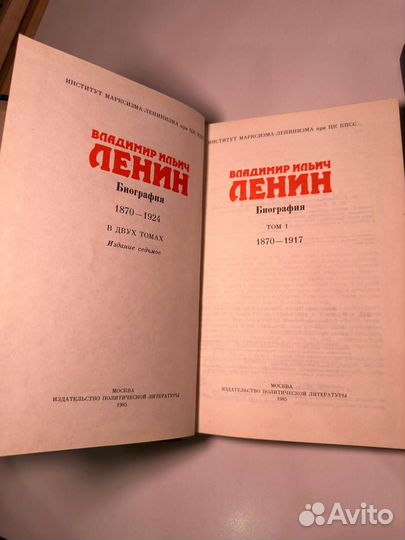 ИНСТИТУТ МАРКСИЗМА-ЛЕНИНИЗМА при ЦК КПСС
ВЛАДИМИР ИЛЬИЧ
ЛЕНИН
Биография
1870—1924
В ДВУХ ТОМАХ
Издание седьмое
МОСКВА
ИЗДАТЕЛЬСТВО ПОЛИТИЧЕСКОЙ ЛИТЕРАТУРЫ
1985
ИНСТИТУТ МАРКСИЗМА-ЛЕНИНИЗМА при ЦК КПСС
ВЛАДИМИР ИЛЬИЧ
ЛЕНИН
Биография
ТОМ 1
1870—1917
МОСКВА
ИЗДАТЕЛЬСТВО ПОЛИТИЧЕСКОЙ ЛИТЕРАТУРЫ
1985
Avito